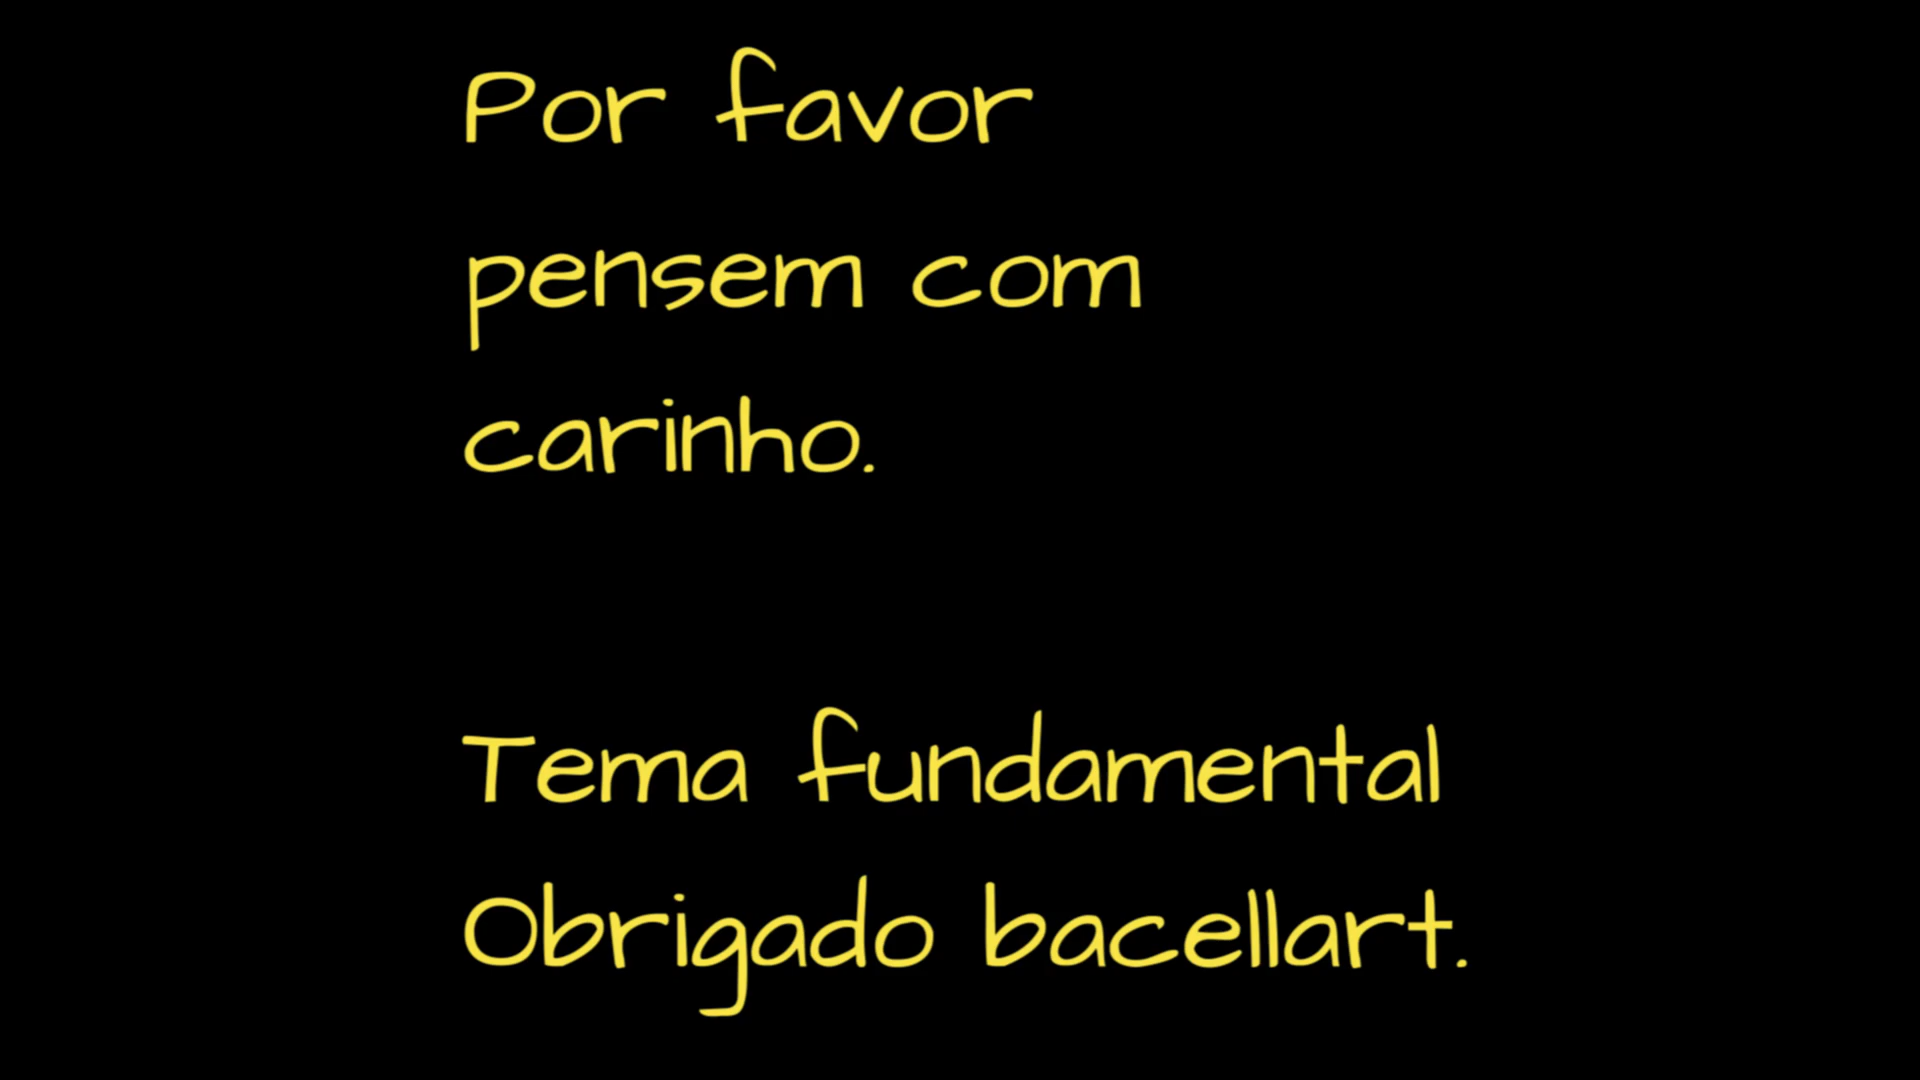 Por favor
pensem com
carinho.
Tema fundamental
Obrigado bacellart.